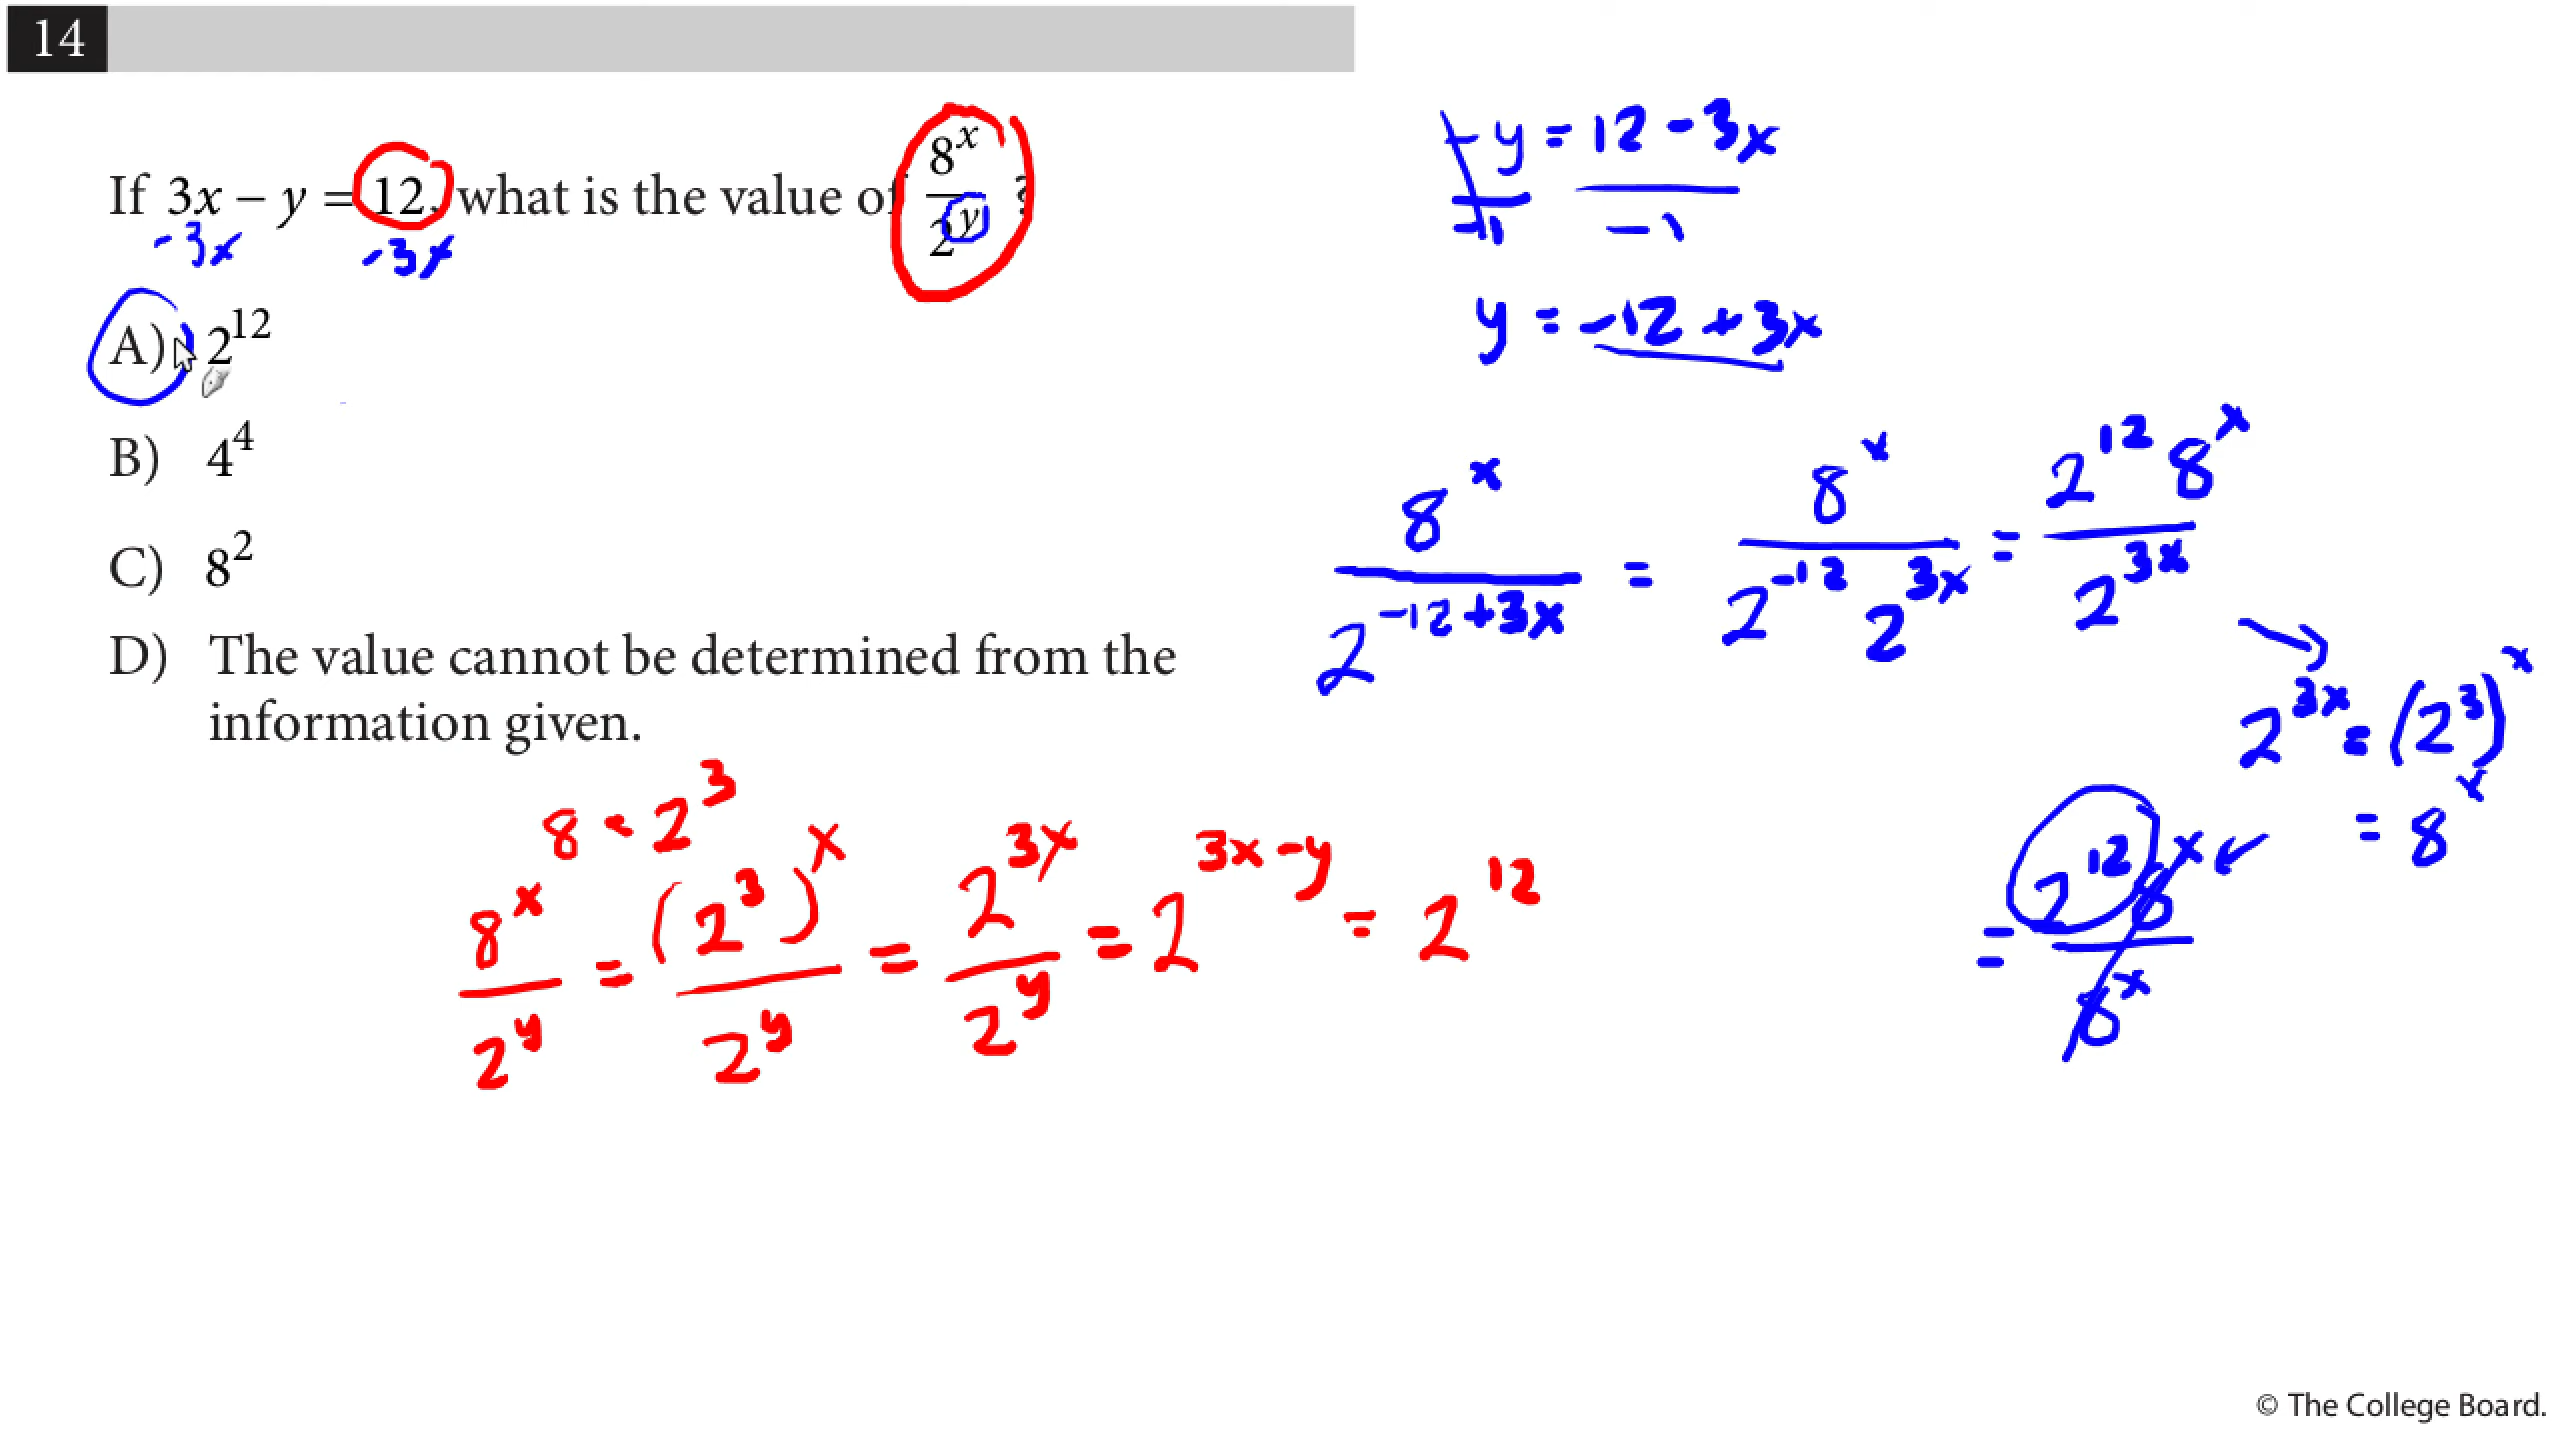 14
If 3x − y = 12, what is the value of 8^x / 2^y ?
-3x -3x
A) 2^12
B) 4^4
C) 8^2
D) The value cannot be determined from the
information given.
-y / -1 = 12 - 3x / -1
y = -12 + 3x
8^x / 2^(-12+3x) = 8^x / 2^-12 2^3x = 2^12 8^x / 2^3x
2^3x = (2^3)^x
= 8^x
= 2^12 8^x / 8^x
8 = 2^3
8^x / 2^y = (2^3)^x / 2^y = 2^3x / 2^y = 2^(3x-y) = 2^12
© The College Board.